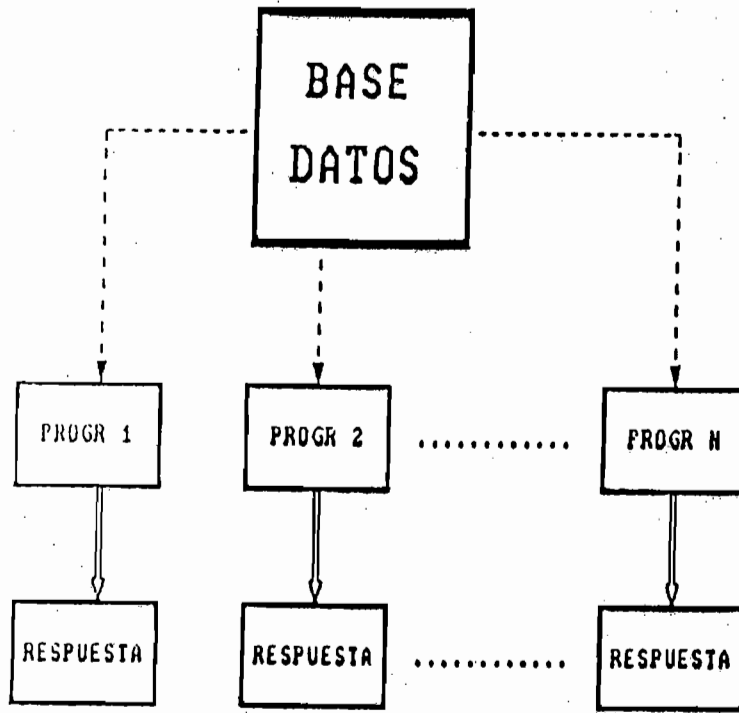 BASE
DATOS
PROGR 1
PROGR 2
............
PROGR N
RESPUESTA
RESPUESTA
............
RESPUESTA